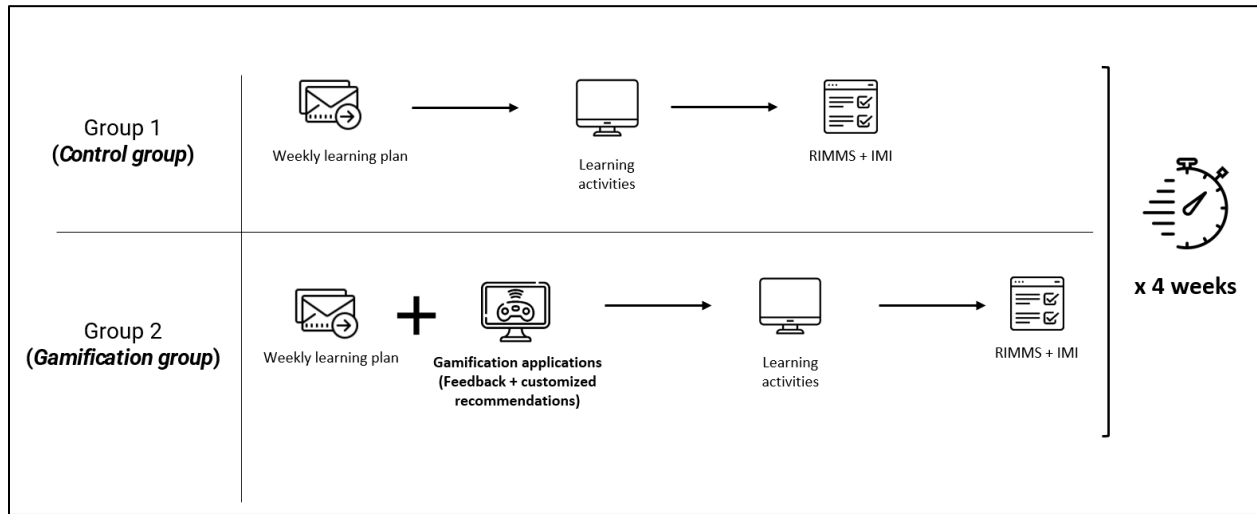 Group 1
(Control group)
Weekly learning plan
Learning
activities
RIMMS + IMI
Group 2
(Gamification group)
Weekly learning plan
Gamification applications
(Feedback + customized
recommendations)
Learning
activities
RIMMS + IMI
x 4 weeks